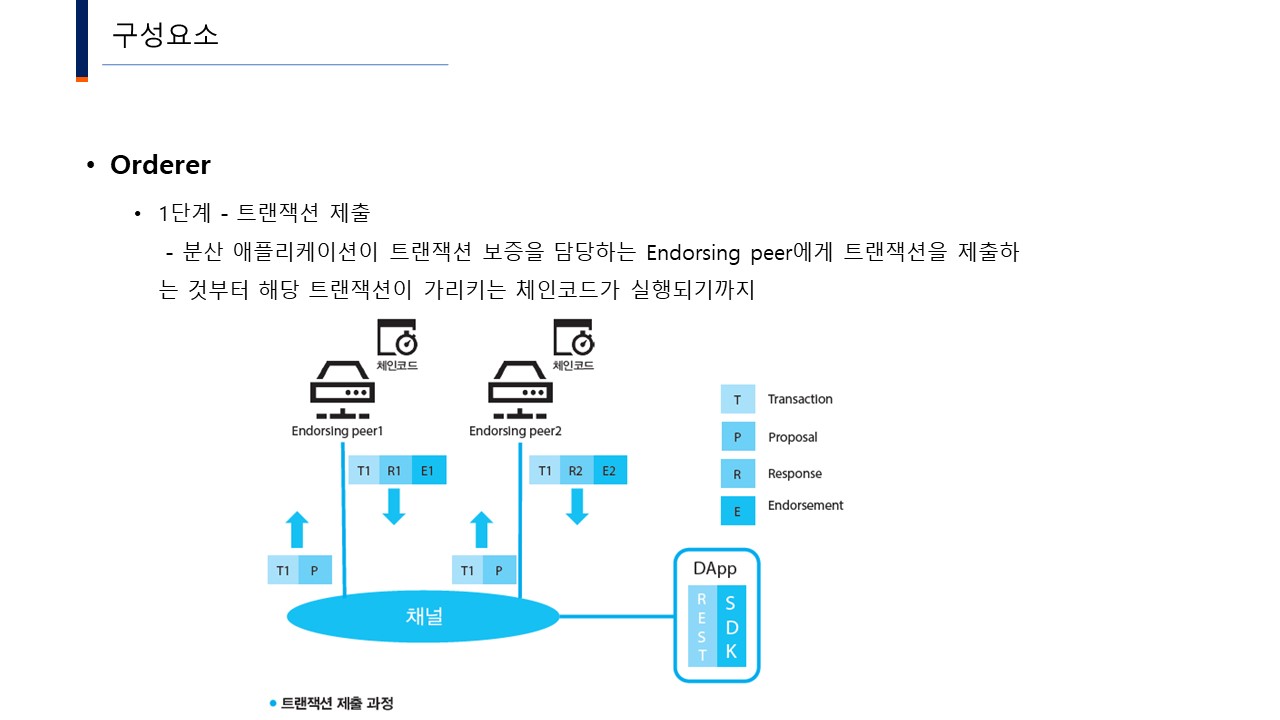 구성요소
• Orderer
• 1단계 - 트랜잭션 제출
- 분산 애플리케이션이 트랜잭션 보증을 담당하는 Endorsing peer에게 트랜잭션을 제출하
는 것부터 해당 트랜잭션이 가리키는 체인코드가 실행되기까지
체인코드 체인코드
Endorsing peer1 Endorsing peer2
T1 R1 E1 T1 R2 E2
T1 P T1 P
채널
T Transaction
P Proposal
R Response
E Endorsement
DApp
REST
SDK
• 트랜잭션 제출 과정